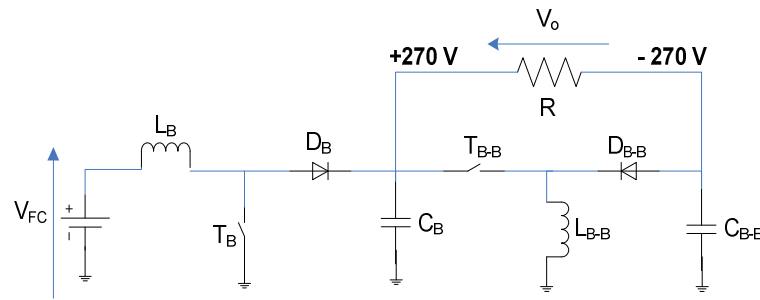 Vo
+270 V
- 270 V
R
LB
DB
TB-B
DB-B
VFC
+
TB
CB
LB-B
CB-B